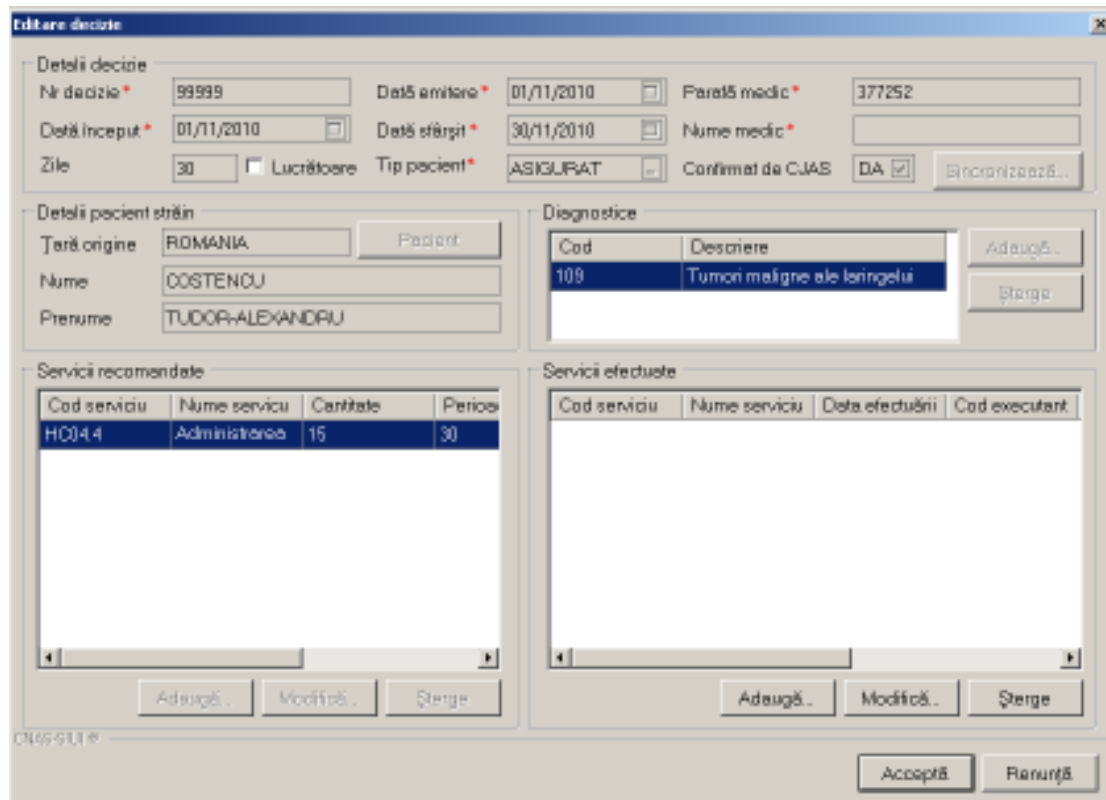 Editare decizie
Detalii decizie
Nr decizie * 99999 Dată emitere * 01/11/2010 Parafă medic * 377252
Dată început * 01/11/2010 Dată sfârșit * 30/11/2010 Nume medic *
Zile 30 Lucrătoare Tip pacient * ASIGURAT Confirmat de CJAS DA Sincronizează...
Detalii pacient străin Diagnostice
Țară origine ROMANIA Pacient Cod Descriere Adaugă...
Nume COSTENCU 109 Tumori maligne ale laringelui Șterge
Prenume TUDOR-ALEXANDRU
Servicii recomandate Servicii efectuate
Cod serviciu Nume servicu Cantitate Perioa Cod serviciu Nume serviciu Data efectuării Cod executant
HC04.4 Administrarea 15 30
Adaugă... Modifică... Șterge Adaugă... Modifică... Șterge
CNAS-SIUI ®
Acceptă Renunță